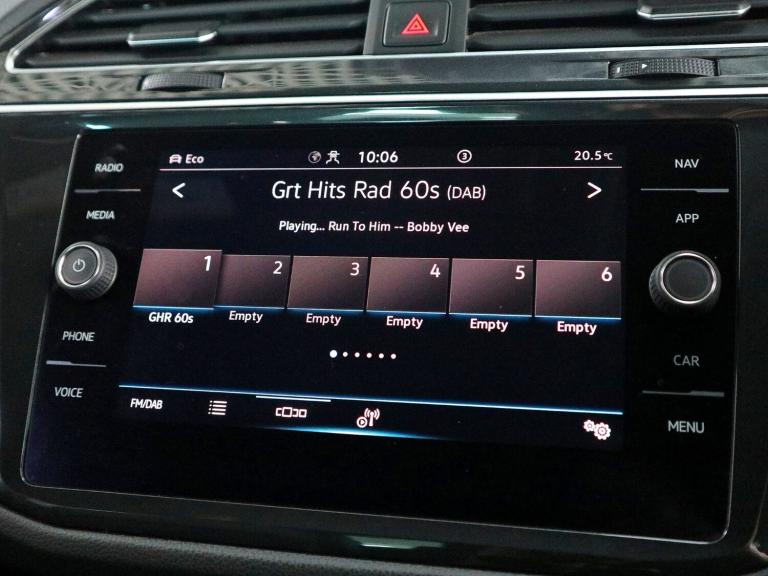 RADIO
MEDIA
PHONE
VOICE
Eco
10:06
3
20.5°C
< Grt Hits Rad 60s (DAB) >
Playing... Run To Him -- Bobby Vee
1 2 3 4 5 6
GHR 60s Empty Empty Empty Empty Empty
FM/DAB
NAV
APP
CAR
MENU